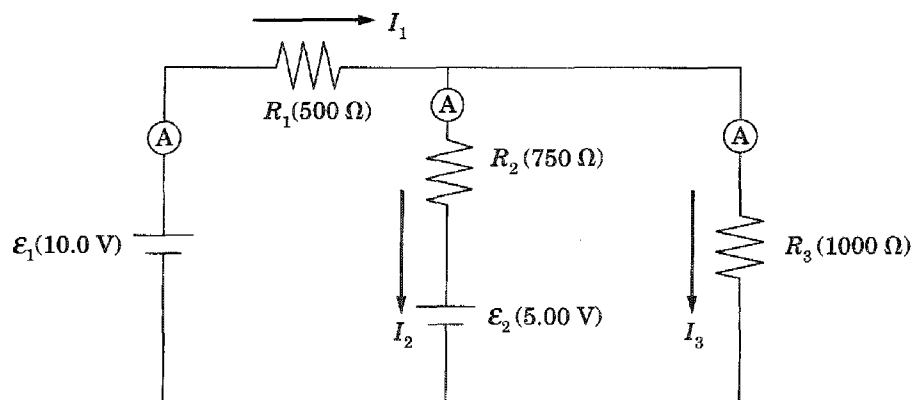 I₁
R₁(500 Ω)
A
A
A
R₂(750 Ω)
ℰ₁(10.0 V)
R₃(1000 Ω)
ℰ₂(5.00 V)
I₂
I₃